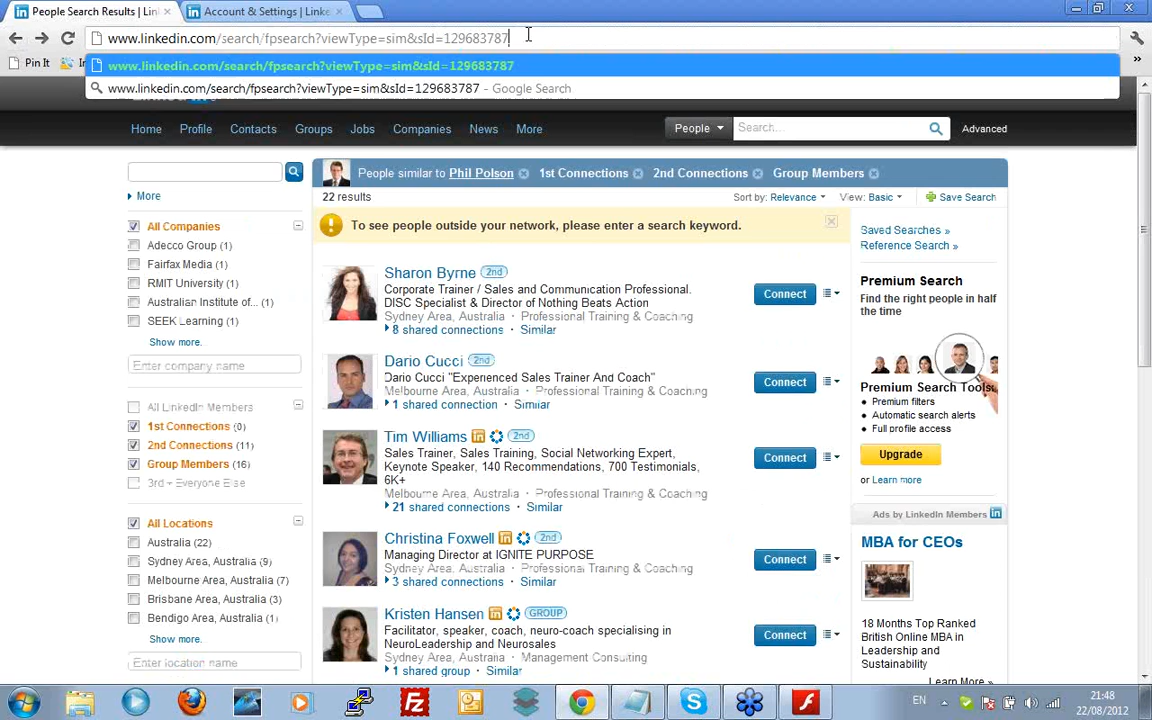 People Search Results | Lin
Account & Settings | Linke
www.linkedin.com/search/fpsearch?viewType=sim&sId=129683787
Pin It
www.linkedin.com/search/fpsearch?viewType=sim&sId=129683787
www.linkedin.com/search/fpsearch?viewType=sim&sId=129683787 - Google Search
Home Profile Contacts Groups Jobs Companies News More People Search... Advanced
More
People similar to Phil Polson 1st Connections 2nd Connections Group Members
22 results Sort by: Relevance View: Basic Save Search
To see people outside your network, please enter a search keyword.
All Companies
Adecco Group (1)
Fairfax Media (1)
RMIT University (1)
Australian Institute of... (1)
SEEK Learning (1)
Show more.
Enter company name
All LinkedIn Members
1st Connections (0)
2nd Connections (11)
Group Members (16)
3rd + Everyone Else
All Locations
Australia (22)
Sydney Area, Australia (9)
Melbourne Area, Australia (7)
Brisbane Area, Australia (3)
Bendigo Area, Australia (1)
Show more.
Enter location name
Sharon Byrne 2nd
Corporate Trainer / Sales and Communication Professional.
DISC Specialist & Director of Nothing Beats Action
Sydney Area, Australia · Professional Training & Coaching
8 shared connections · Similar
Connect
Dario Cucci 2nd
Dario Cucci "Experienced Sales Trainer And Coach"
Melbourne Area, Australia · Professional Training & Coaching
1 shared connection · Similar
Connect
Tim Williams in 2nd
Sales Trainer, Sales Training, Social Networking Expert,
Keynote Speaker, 140 Recommendations, 700 Testimonials,
6K+
Melbourne Area, Australia · Professional Training & Coaching
21 shared connections · Similar
Connect
Christina Foxwell in 2nd
Managing Director at IGNITE PURPOSE
Sydney Area, Australia · Professional Training & Coaching
3 shared connections · Similar
Connect
Kristen Hansen in GROUP
Facilitator, speaker, coach, neuro-coach specialising in
NeuroLeadership and Neurosales
Sydney Area, Australia · Management Consulting
1 shared group · Similar
Connect
Saved Searches »
Reference Search »
Premium Search
Find the right people in half
the time
Premium Search Tools:
Premium filters
Automatic search alerts
Full profile access
Upgrade
or Learn more
Ads by LinkedIn Members in
MBA for CEOs
18 Months Top Ranked
British Online MBA in
Leadership and
Sustainability
Learn More »
EN
21:48
22/08/2012